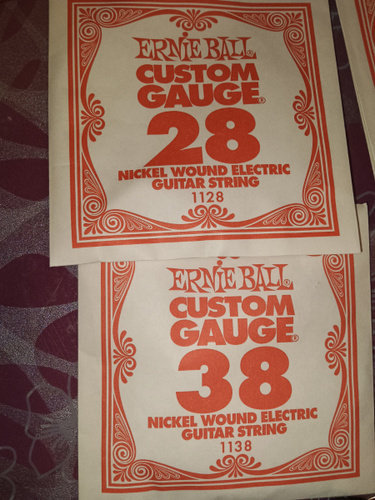 ERNIE BALL®
CUSTOM
GAUGE®
28
NICKEL WOUND ELECTRIC
GUITAR STRING
1128
ERNIE BALL®
CUSTOM
GAUGE®
38
NICKEL WOUND ELECTRIC
GUITAR STRING
1138